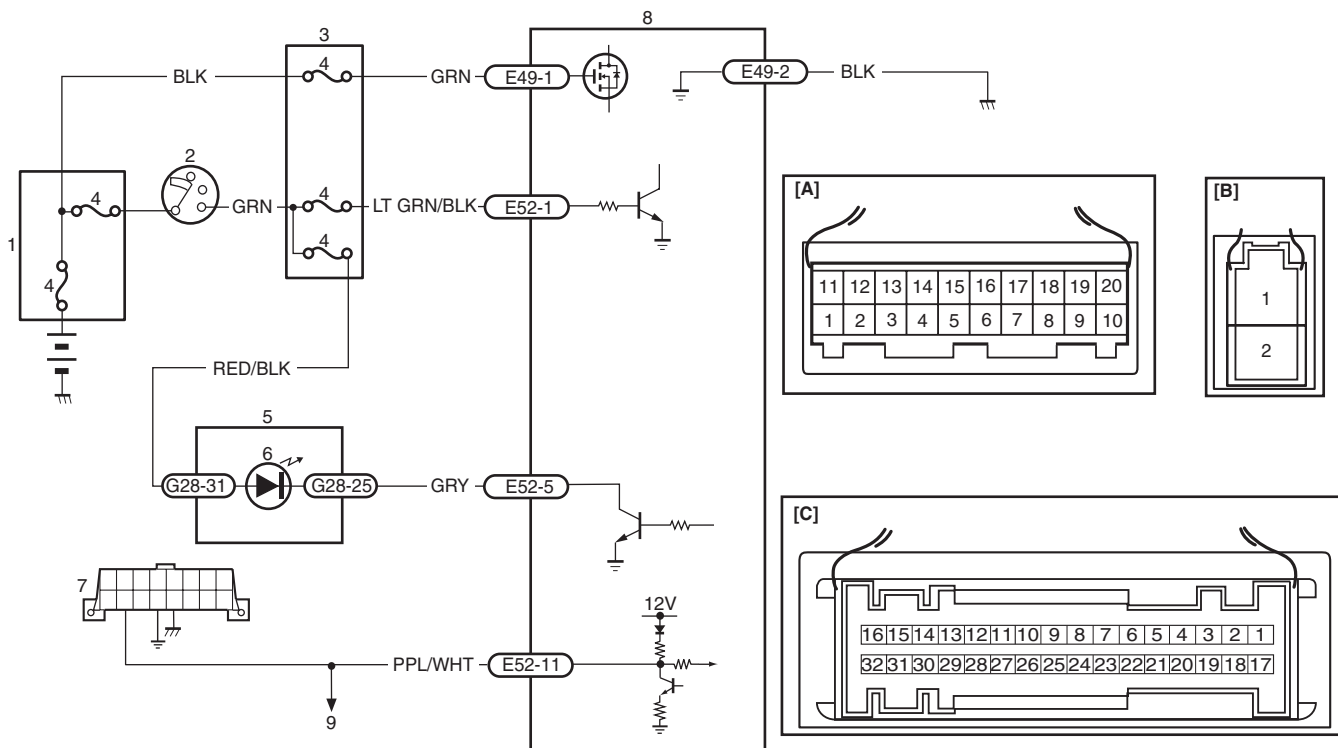 8
3
4
BLK
GRN
E49-1
E49-2
BLK
2
4
4
GRN
LT GRN/BLK
E52-1
1
4
4
RED/BLK
5
6
G28-31
G28-25
GRY
E52-5
7
12V
PPL/WHT
E52-11
9
[A]
11 12 13 14 15 16 17 18 19 20
1 2 3 4 5 6 7 8 9 10
[B]
1
2
[C]
16 15 14 13 12 11 10 9 8 7 6 5 4 3 2 1
32 31 30 29 28 27 26 25 24 23 22 21 20 19 18 17